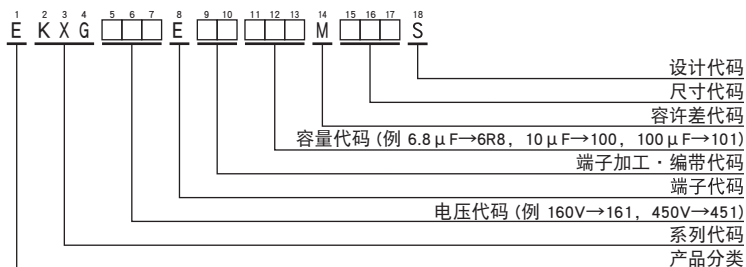 1 2 3 4 5 6 7 8 9 10 11 12 13 14 15 16 17 18
E K X G □□□ E □□ □□□ M □□□ S
设计代码
尺寸代码
容许差代码
容量代码 (例 6.8μF→6R8, 10μF→100, 100μF→101)
端子加工・编带代码
端子代码
电压代码 (例 160V→161, 450V→451)
系列代码
产品分类